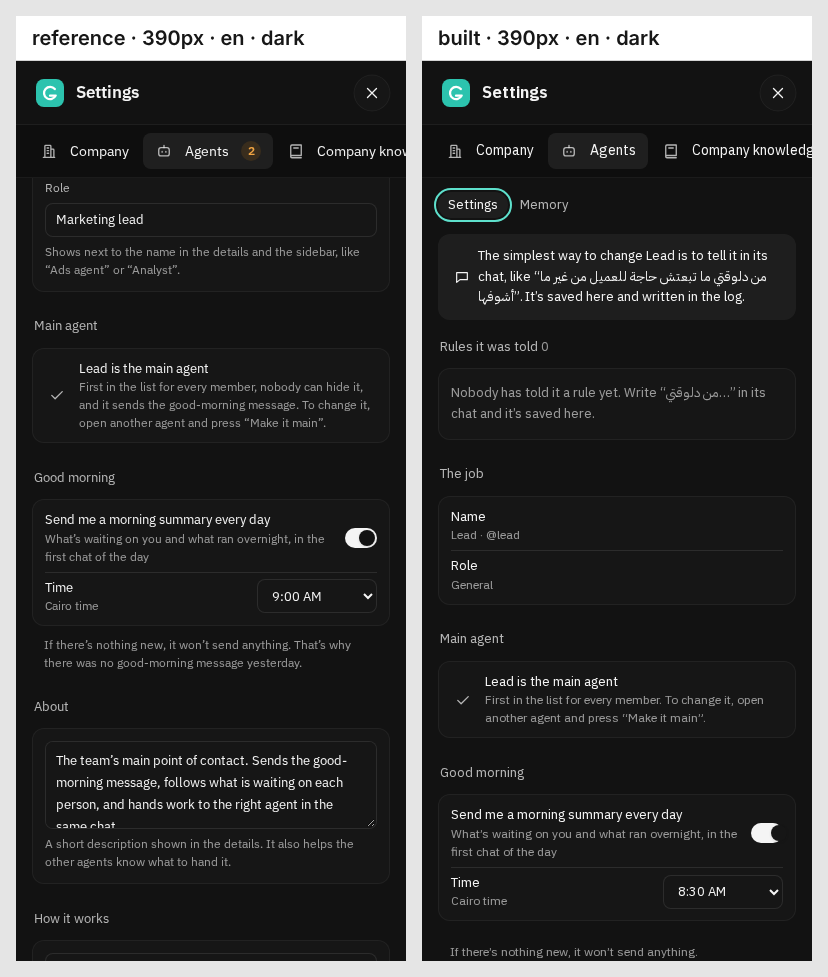 reference · 390px · en · dark
Settings
Company
Agents
2
Company know
Role
Marketing lead
Shows next to the name in the details and the sidebar, like
“Ads agent” or “Analyst”.
Main agent
Lead is the main agent
First in the list for every member, nobody can hide it,
and it sends the good-morning message. To change it,
open another agent and press “Make it main”.
Good morning
Send me a morning summary every day
What’s waiting on you and what ran overnight, in the
first chat of the day
Time
Cairo time
9:00 AM
If there’s nothing new, it won’t send anything. That’s why
there was no good-morning message yesterday.
About
The team’s main point of contact. Sends the good-
morning message, follows what is waiting on each
person, and hands work to the right agent in the
same chat.
A short description shown in the details. It also helps the
other agents know what to hand it.
How it works
built · 390px · en · dark
Settings
Company
Agents
Company knowledg
Settings
Memory
The simplest way to change Lead is to tell it in its
chat, like “من دلوقتي ما تبعتش حاجة للعميل من غير ما
أشوفها”. It’s saved here and written in the log.
Rules it was told 0
Nobody has told it a rule yet. Write “من دلوقتي…” in its
chat and it’s saved here.
The job
Name
Lead · @lead
Role
General
Main agent
Lead is the main agent
First in the list for every member. To change it, open
another agent and press “Make it main”.
Good morning
Send me a morning summary every day
What’s waiting on you and what ran overnight, in the
first chat of the day
Time
Cairo time
8:30 AM
If there’s nothing new, it won’t send anything.